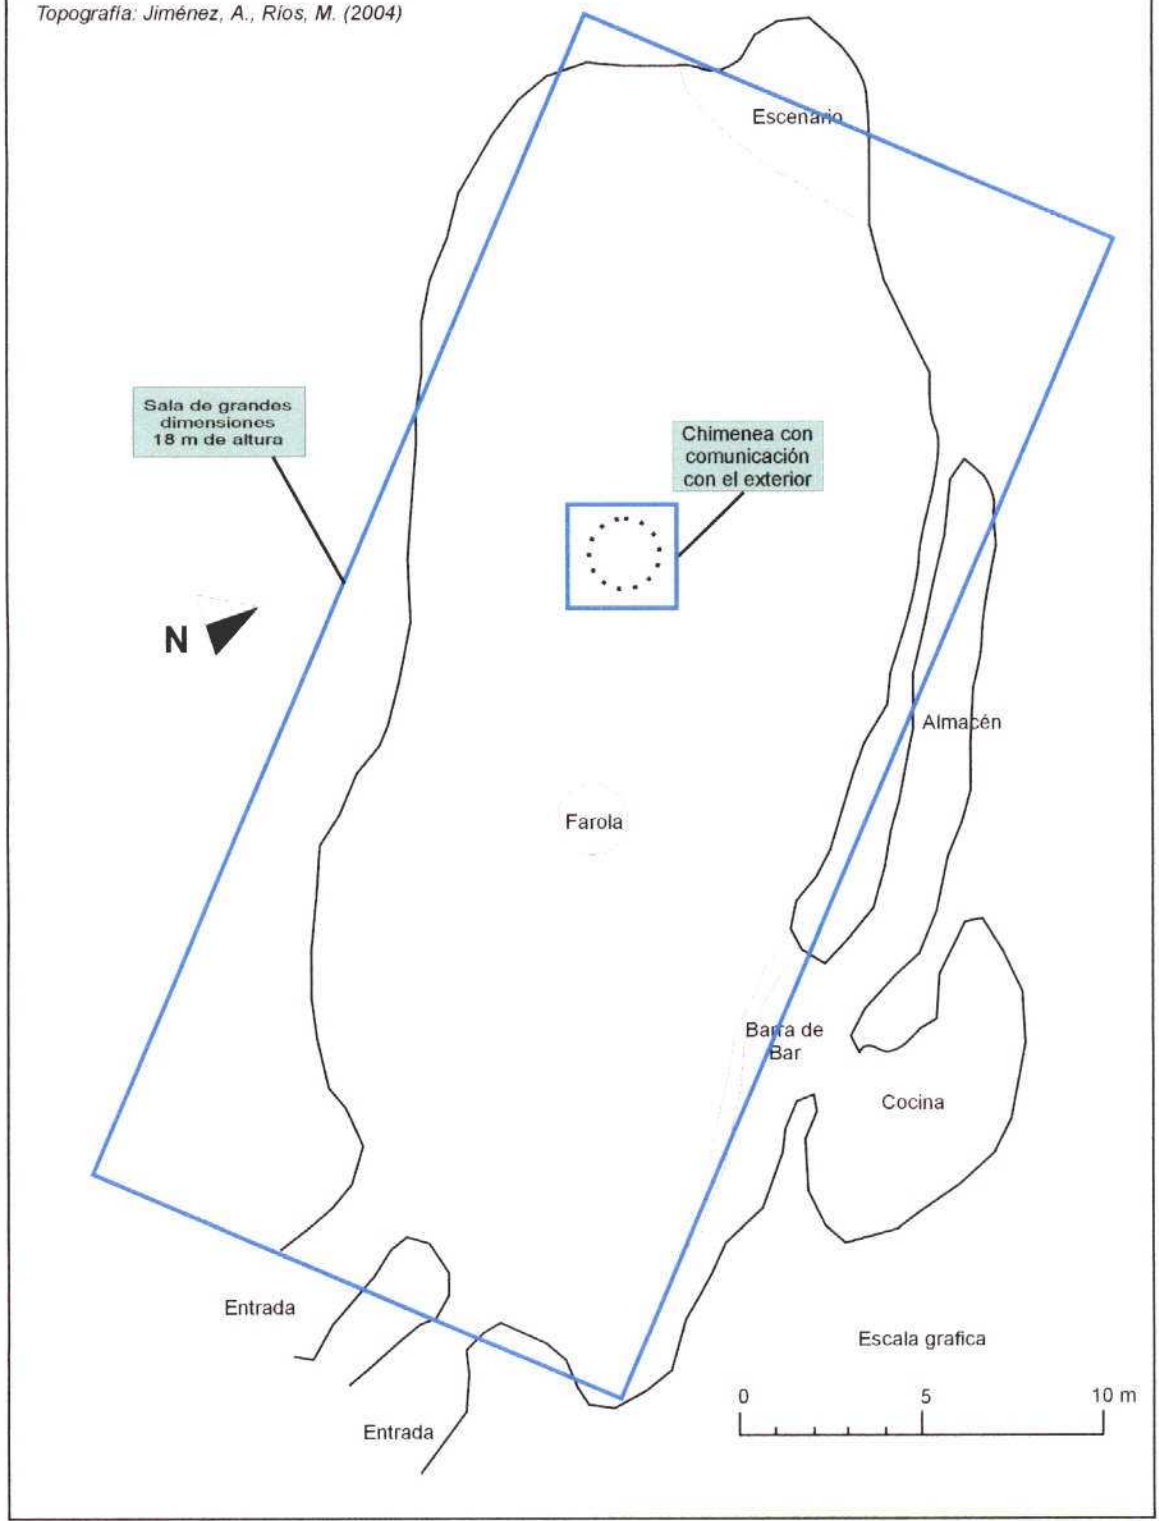 Topografía: Jiménez, A., Ríos, M. (2004)
Escenario
Sala de grandes
dimensiones
18 m de altura
Chimenea con
comunicación
con el exterior
N
Almacén
Farola
Barra de
Bar
Cocina
Entrada
Escala grafica
0 5 10 m
Entrada